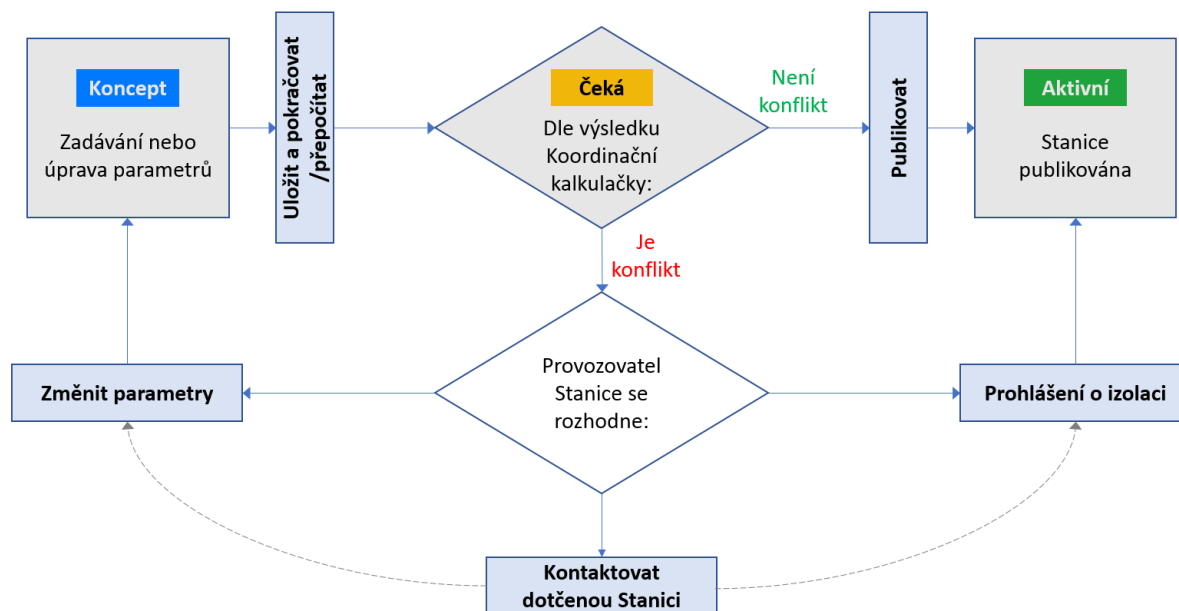 Koncept
Zadávání nebo
úprava parametrů
Uložit a pokračovat
/přepočítat
Čeká
Dle výsledku
Koordinační
kalkulačky:
Není
konflikt
Publikovat
Aktivní
Stanice
publikována
Je
konflikt
Změnit parametry
Provozovatel
Stanice se
rozhodne:
Prohlášení o izolaci
Kontaktovat
dotčenou Stanici